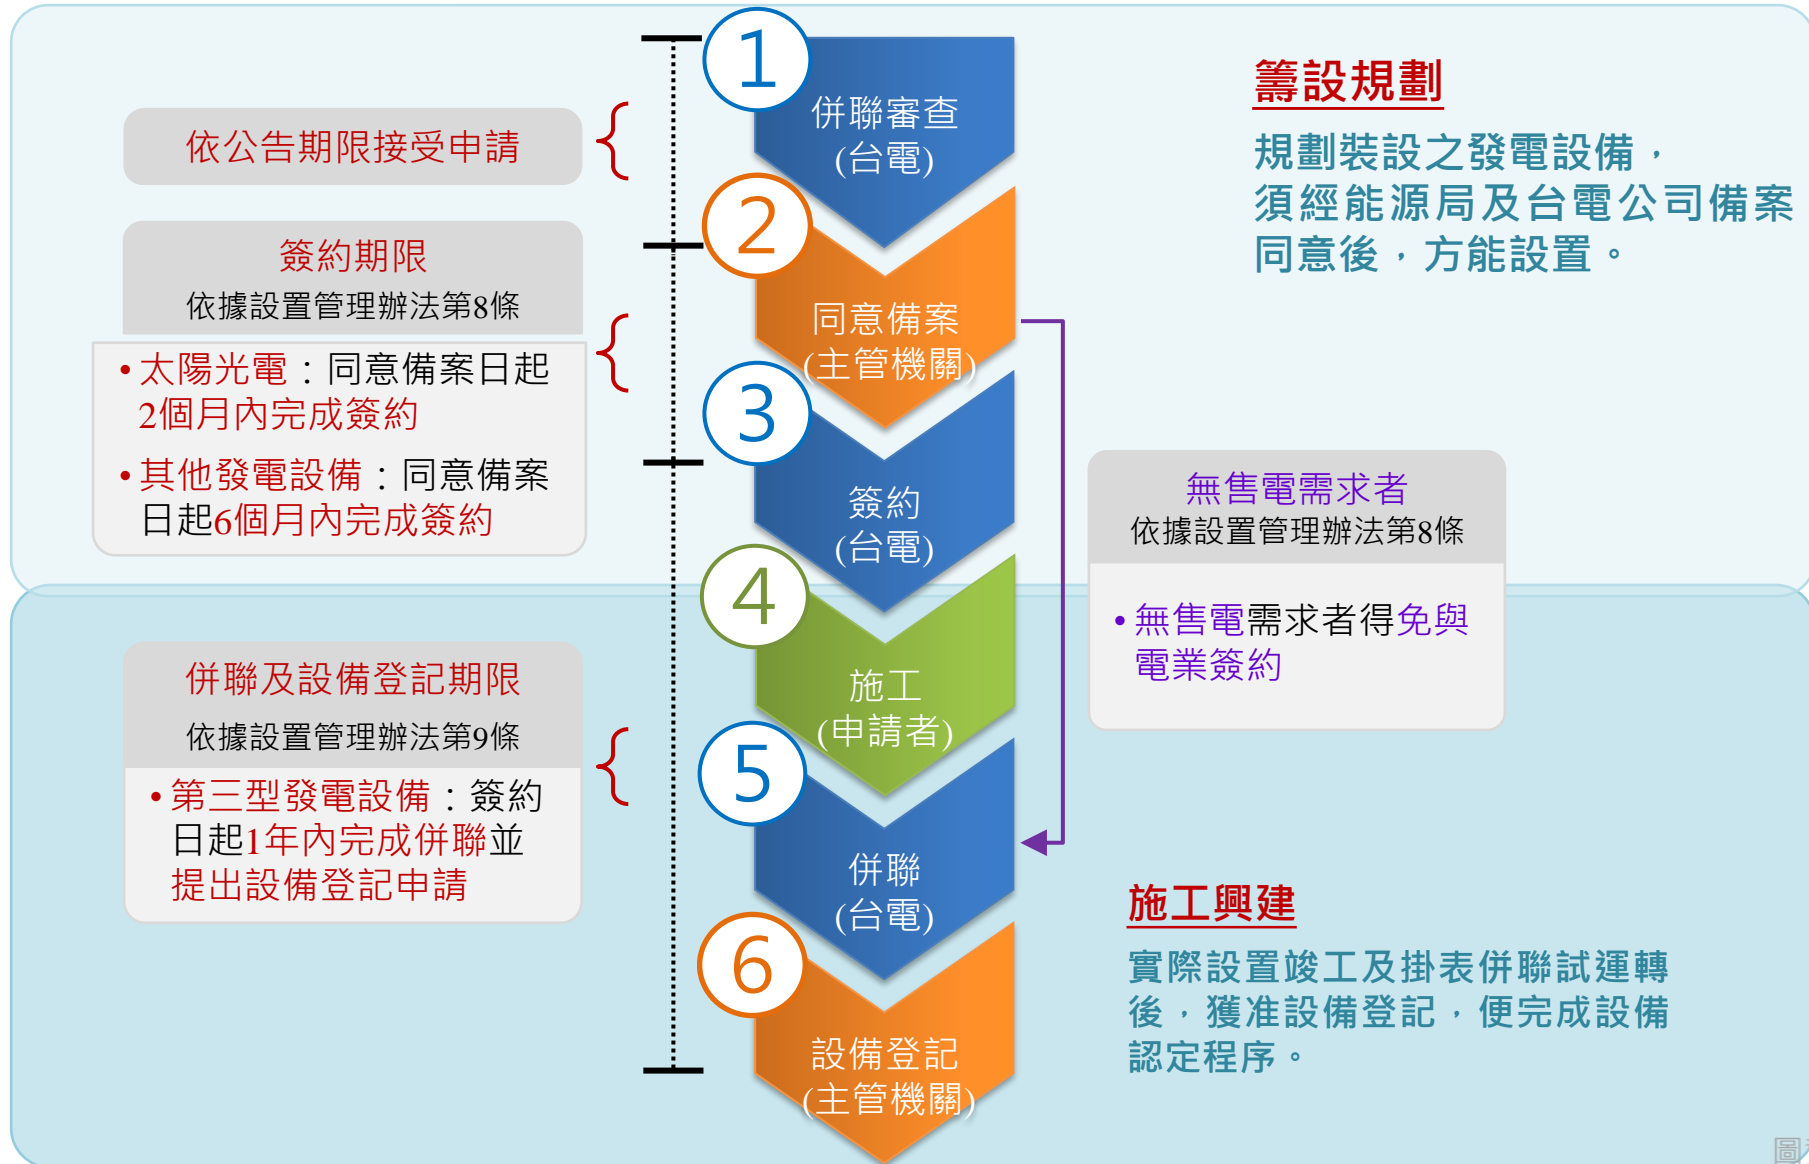 籌設規劃
規劃裝設之發電設備，
須經能源局及台電公司備案
同意後，方能設置。
1
併聯審查
(台電)
依公告期限接受申請
2
同意備案
(主管機關)
簽約期限
依據設置管理辦法第8條
•太陽光電：同意備案日起
2個月內完成簽約
•其他發電設備：同意備案
日起6個月內完成簽約
3
簽約
(台電)
無售電需求者
依據設置管理辦法第8條
•無售電需求者得免與
電業簽約
4
施工
(申請者)
併聯及設備登記期限
依據設置管理辦法第9條
•第三型發電設備：簽約
日起1年內完成併聯並
提出設備登記申請
5
併聯
(台電)
6
設備登記
(主管機關)
施工興建
實際設置竣工及掛表併聯試運轉
後，獲准設備登記，便完成設備
認定程序。
圖